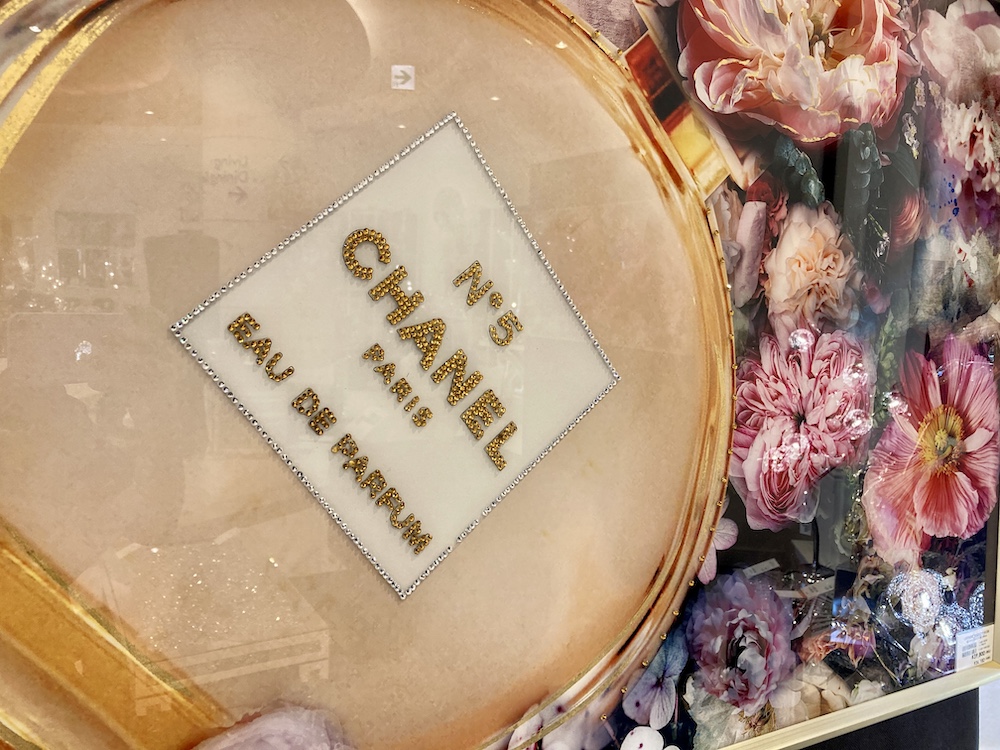 N°5
CHANEL
PARIS
EAU DE PARFUM